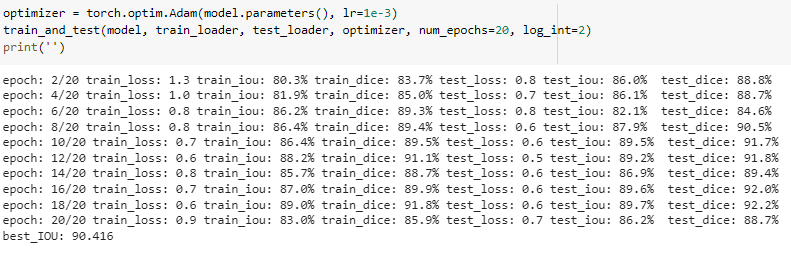 optimizer = torch.optim.Adam(model.parameters(), lr=1e-3)
train_and_test(model, train_loader, test_loader, optimizer, num_epochs=20, log_int=2)
print('')
epoch: 2/20 train_loss: 1.3 train_iou: 80.3% train_dice: 83.7% test_loss: 0.8 test_iou: 86.0%  test_dice: 88.8%
epoch: 4/20 train_loss: 1.0 train_iou: 81.9% train_dice: 85.0% test_loss: 0.7 test_iou: 86.1%  test_dice: 88.7%
epoch: 6/20 train_loss: 0.8 train_iou: 86.2% train_dice: 89.3% test_loss: 0.8 test_iou: 82.1%  test_dice: 84.6%
epoch: 8/20 train_loss: 0.8 train_iou: 86.4% train_dice: 89.4% test_loss: 0.6 test_iou: 87.9%  test_dice: 90.5%
epoch: 10/20 train_loss: 0.7 train_iou: 86.4% train_dice: 89.5% test_loss: 0.6 test_iou: 89.5%  test_dice: 91.7%
epoch: 12/20 train_loss: 0.6 train_iou: 88.2% train_dice: 91.1% test_loss: 0.5 test_iou: 89.2%  test_dice: 91.8%
epoch: 14/20 train_loss: 0.8 train_iou: 85.7% train_dice: 88.7% test_loss: 0.6 test_iou: 86.9%  test_dice: 89.4%
epoch: 16/20 train_loss: 0.7 train_iou: 87.0% train_dice: 89.9% test_loss: 0.6 test_iou: 89.6%  test_dice: 92.0%
epoch: 18/20 train_loss: 0.6 train_iou: 89.0% train_dice: 91.8% test_loss: 0.6 test_iou: 89.7%  test_dice: 92.2%
epoch: 20/20 train_loss: 0.9 train_iou: 83.0% train_dice: 85.9% test_loss: 0.7 test_iou: 86.2%  test_dice: 88.7%
best_IOU: 90.416